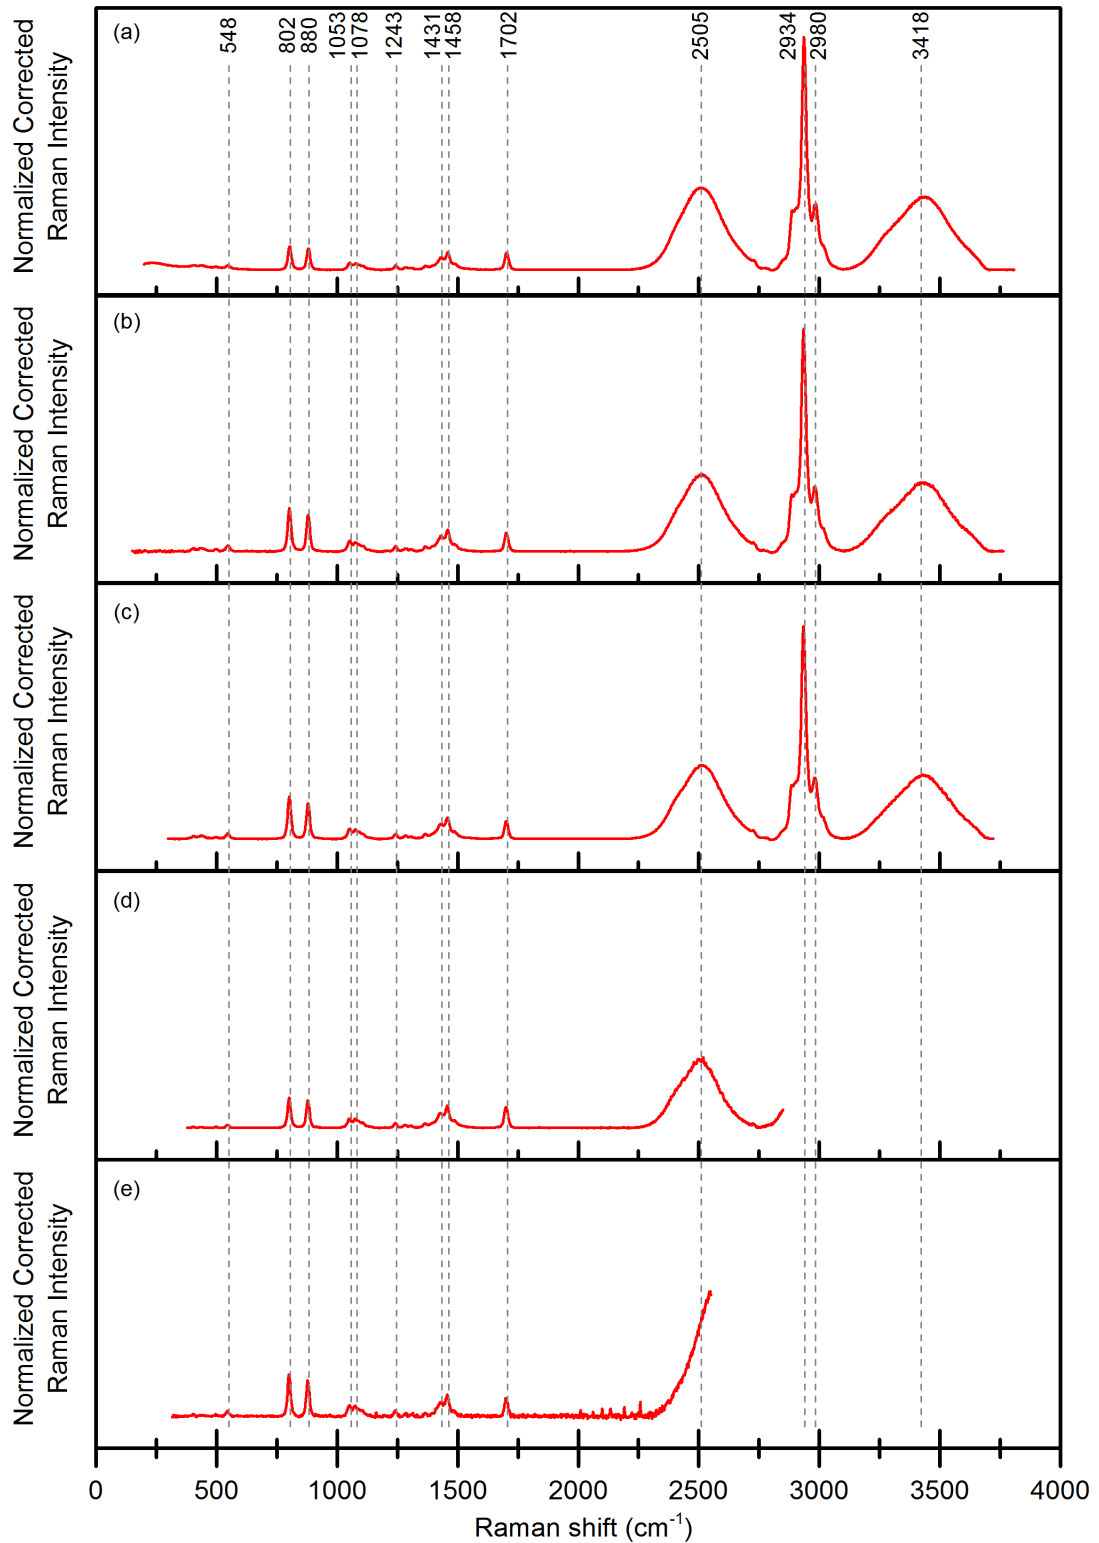 (a)
548
802
880
1053
1078
1243
1431
1458
1702
2505
2934
2980
3418
Normalized Corrected
Raman Intensity
(b)
Normalized Corrected
Raman Intensity
(c)
Normalized Corrected
Raman Intensity
(d)
Normalized Corrected
Raman Intensity
(e)
Normalized Corrected
Raman Intensity
0 500 1000 1500 2000 2500 3000 3500 4000
Raman shift (cm⁻¹)